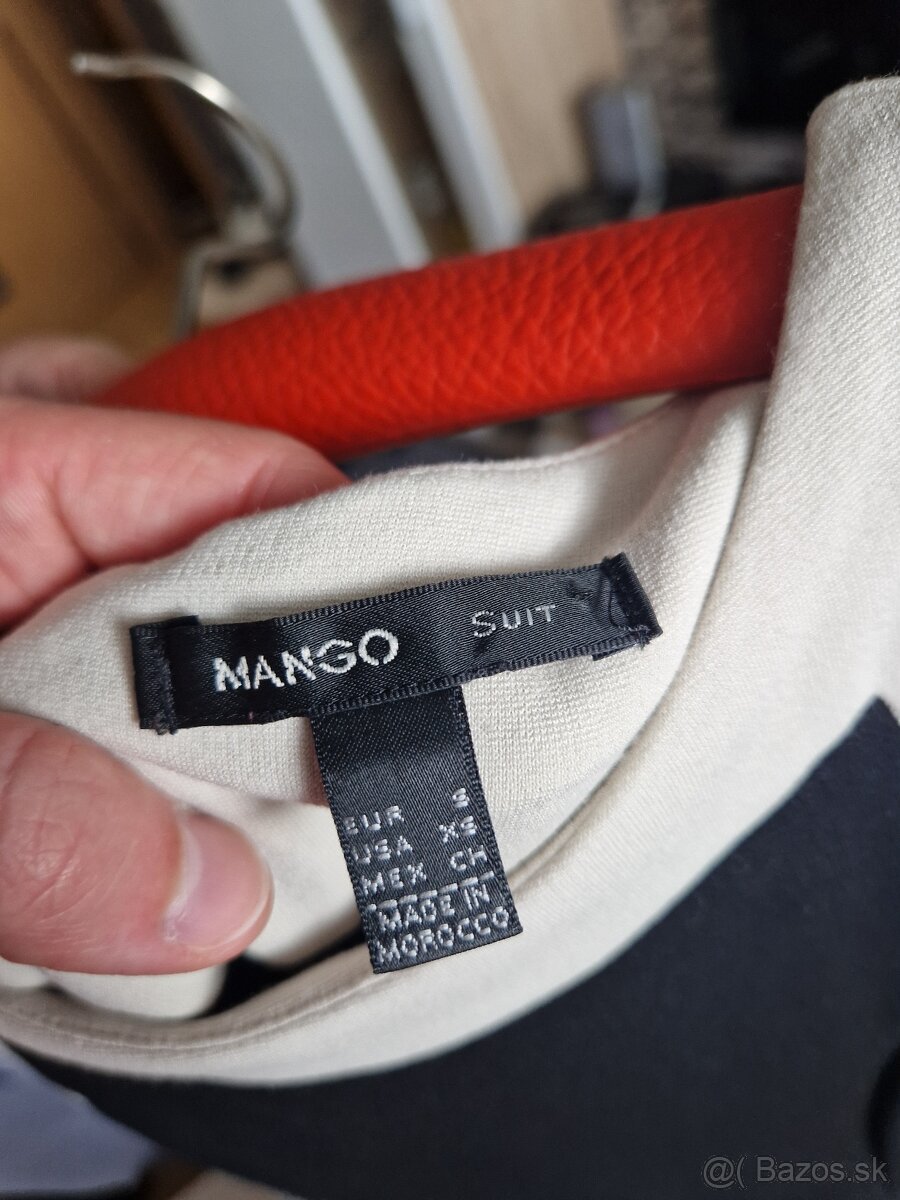 MANGO SUIT
EUR S
USA XS
MEX CH
MADE IN
MOROCCO
@( Bazos.sk